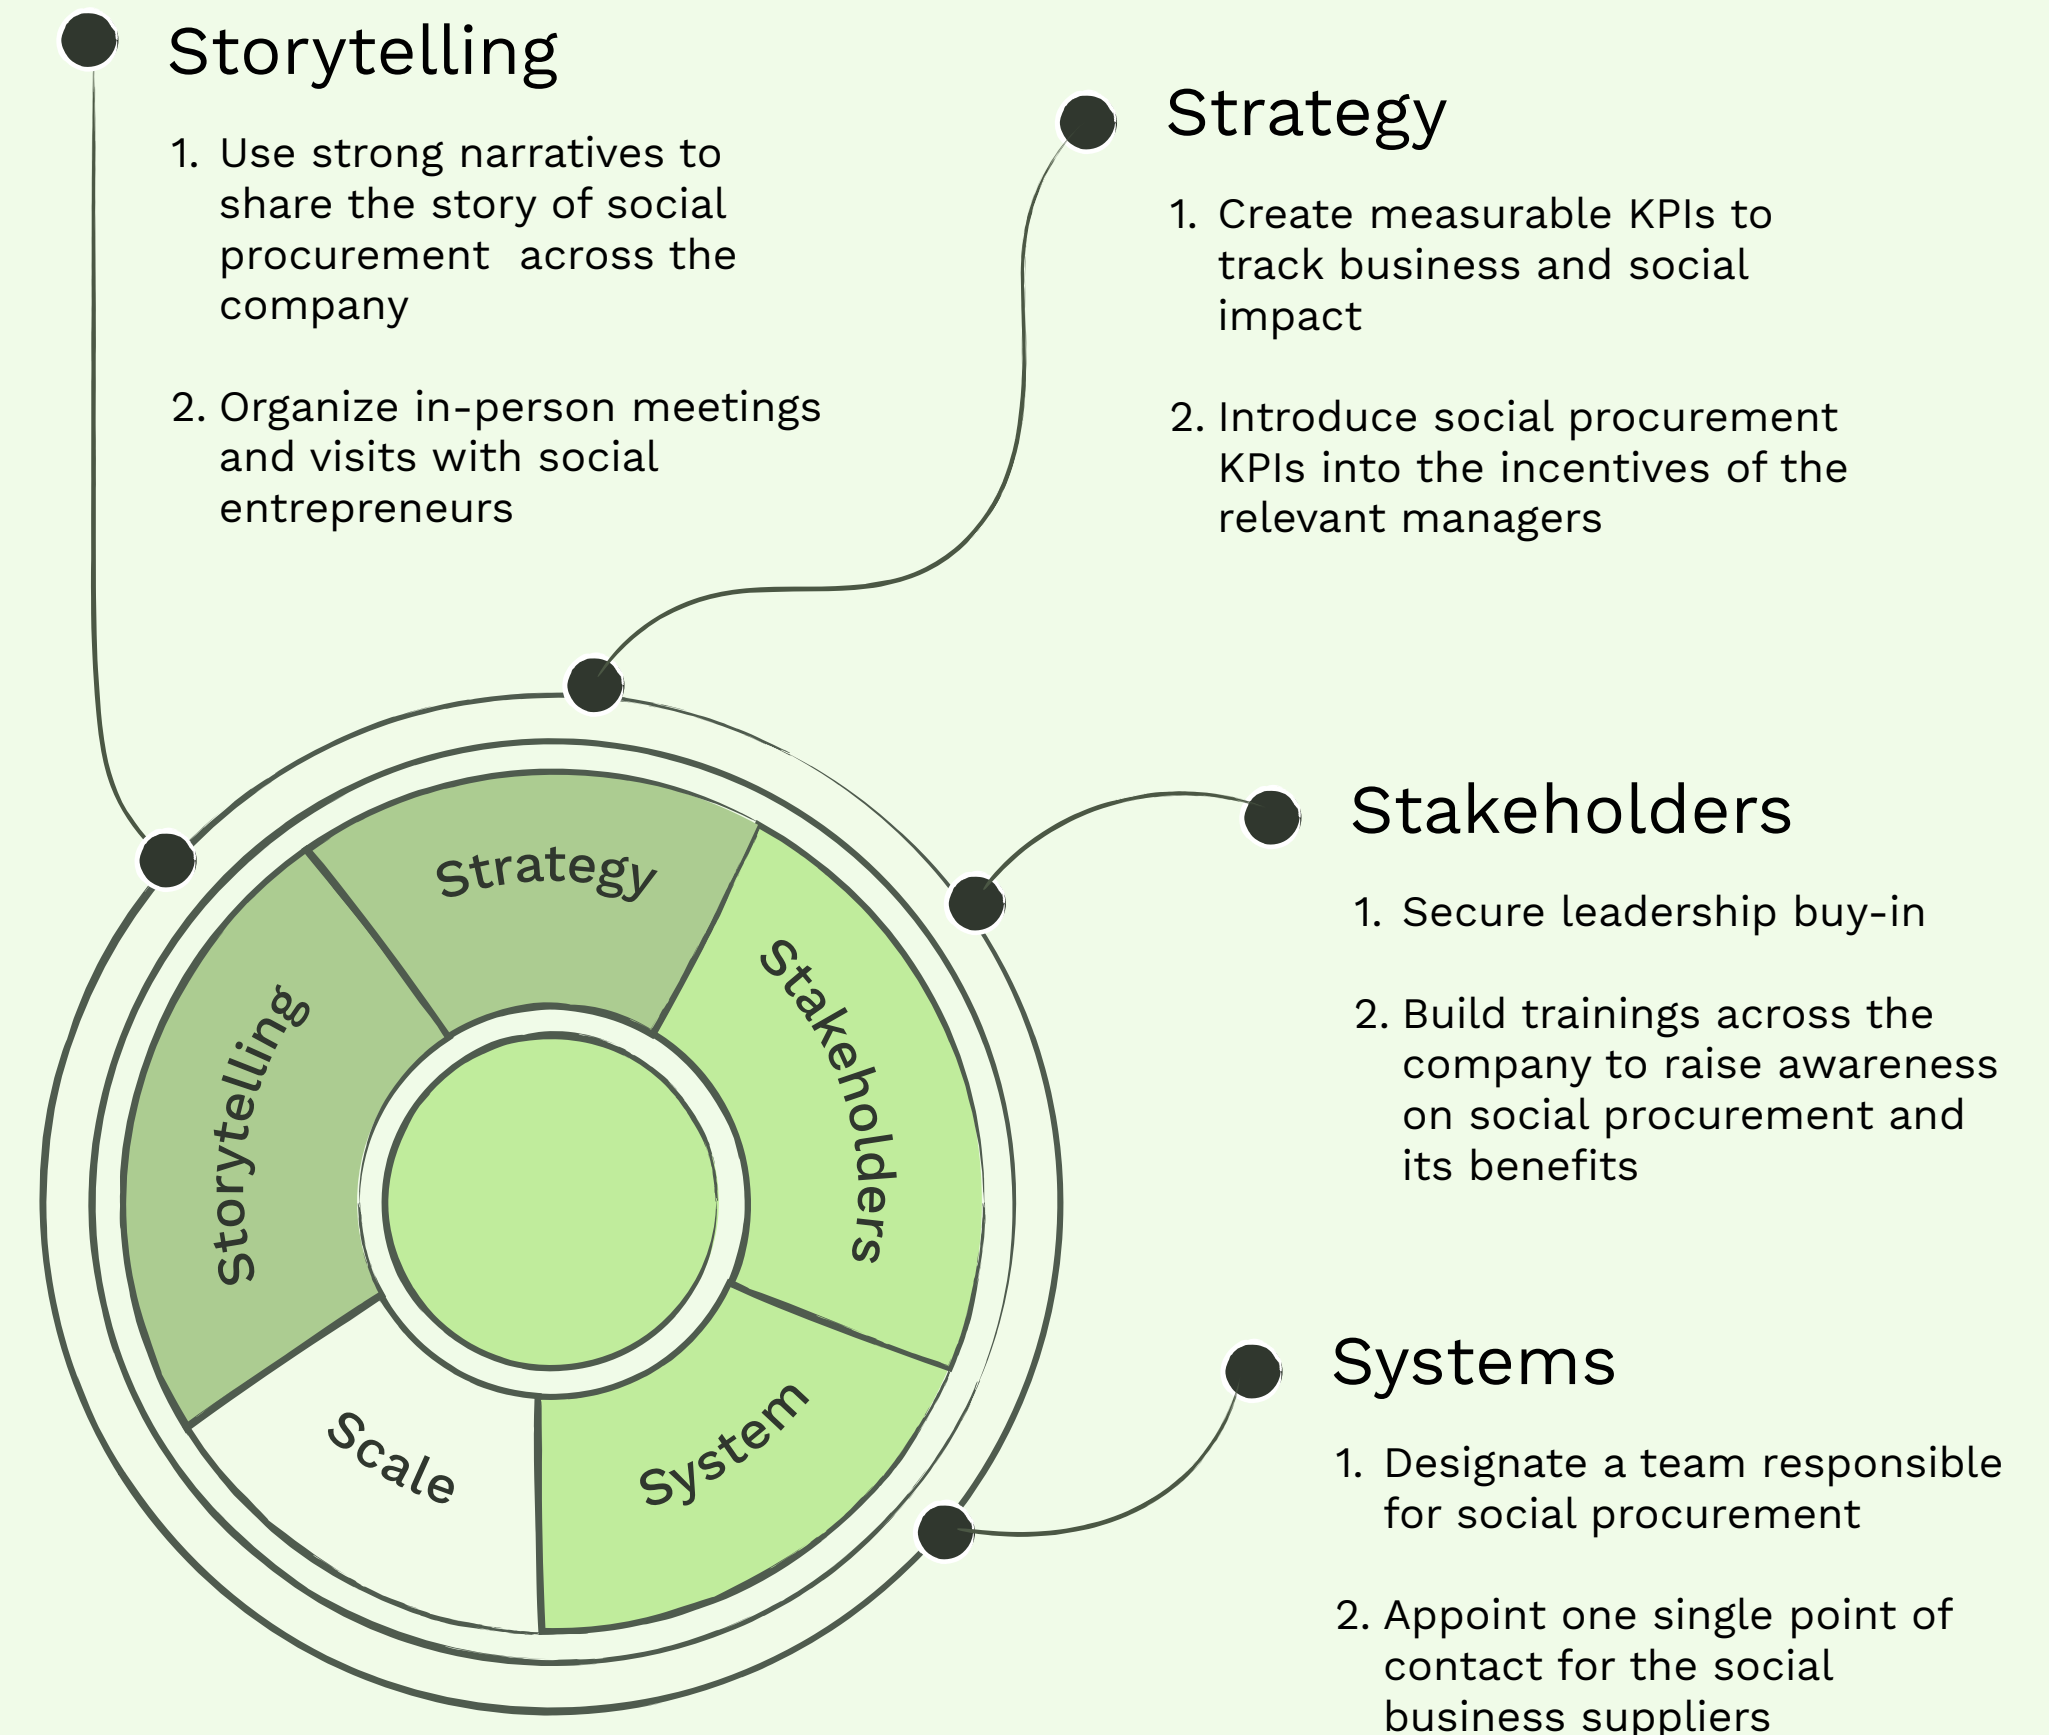 Storytelling
1. Use strong narratives to
share the story of social
procurement  across the
company
2. Organize in-person meetings
and visits with social
entrepreneurs
Strategy
1. Create measurable KPIs to
track business and social
impact
2. Introduce social procurement
KPIs into the incentives of the
relevant managers
Stakeholders
1. Secure leadership buy-in
2. Build trainings across the
company to raise awareness
on social procurement and
its benefits
Systems
1. Designate a team responsible
for social procurement
2. Appoint one single point of
contact for the social
business suppliers
Strategy
Stakeholders
System
Scale
Storytelling